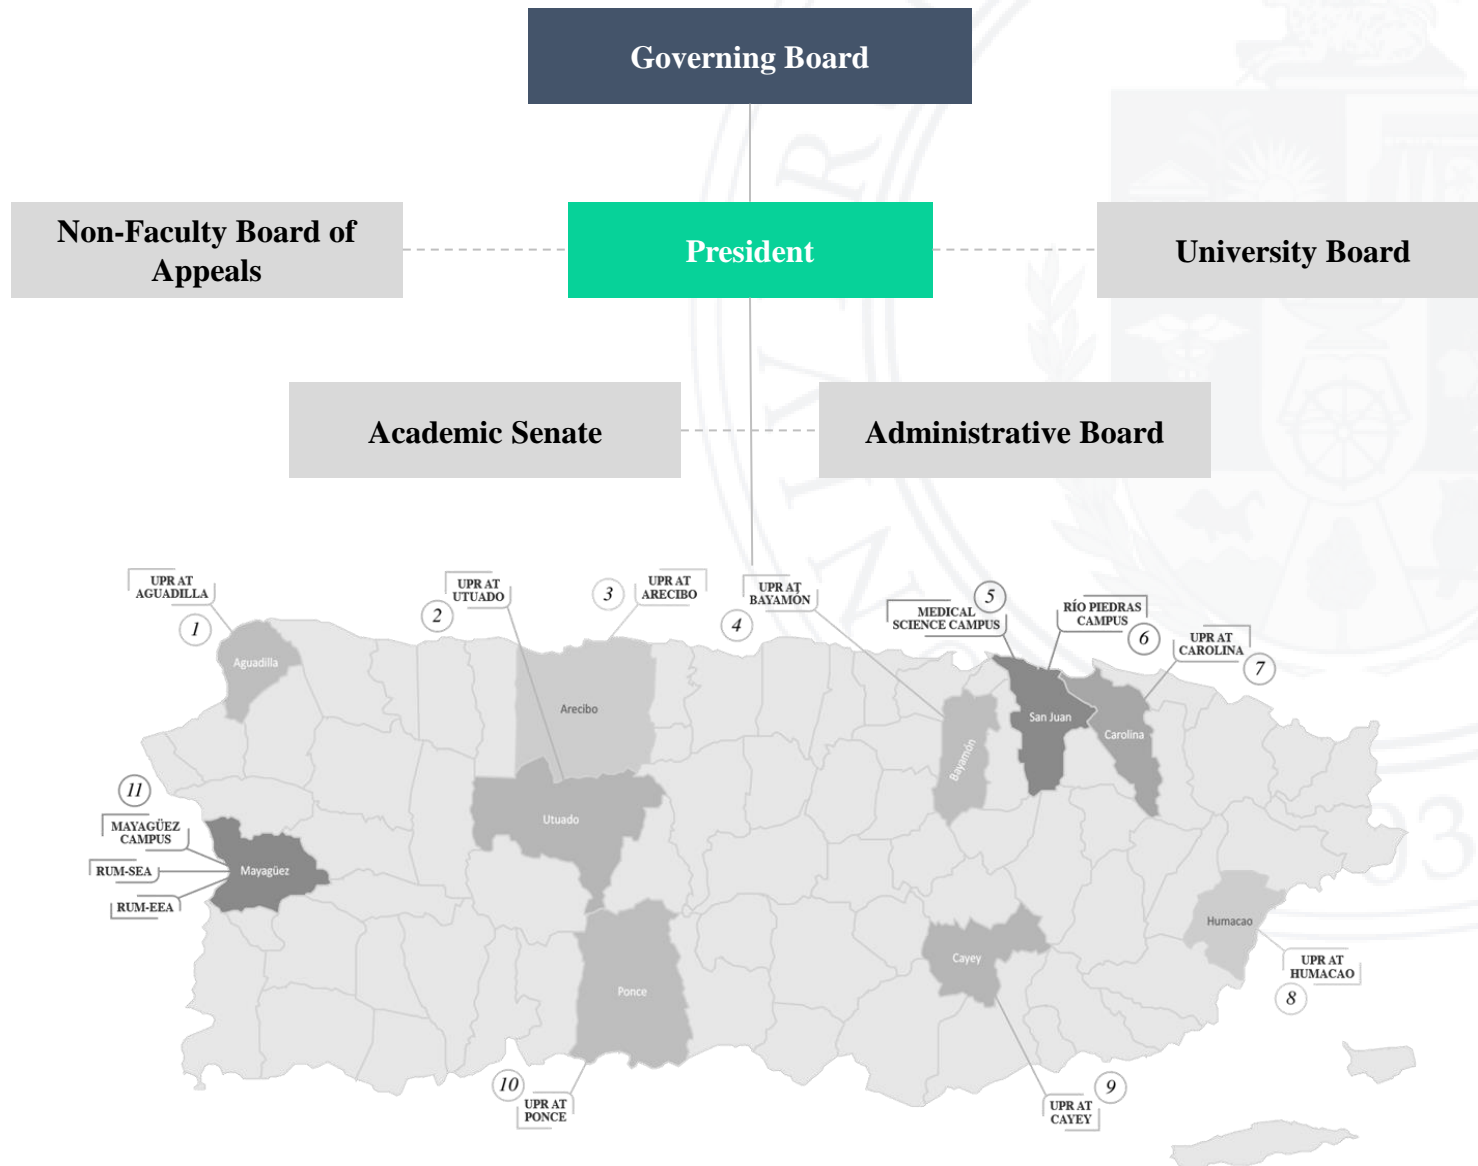 Governing Board
Non-Faculty Board of
Appeals
President
University Board
Academic Senate
Administrative Board
UPR AT
AGUADILLA
1
UPR AT
UTUADO
2
3
UPR AT
ARECIBO
4
UPR AT
BAYAMÓN
5
MEDICAL
SCIENCE CAMPUS
RÍO PIEDRAS
CAMPUS
6
UPR AT
CAROLINA
7
Aguadilla
Arecibo
San Juan
Carolina
Bayamón
Utuado
11
MAYAGÜEZ
CAMPUS
RUM-SEA
RUM-EEA
Mayagüez
Humacao
Cayey
Ponce
UPR AT
HUMACAO
8
10
UPR AT
PONCE
9
UPR AT
CAYEY